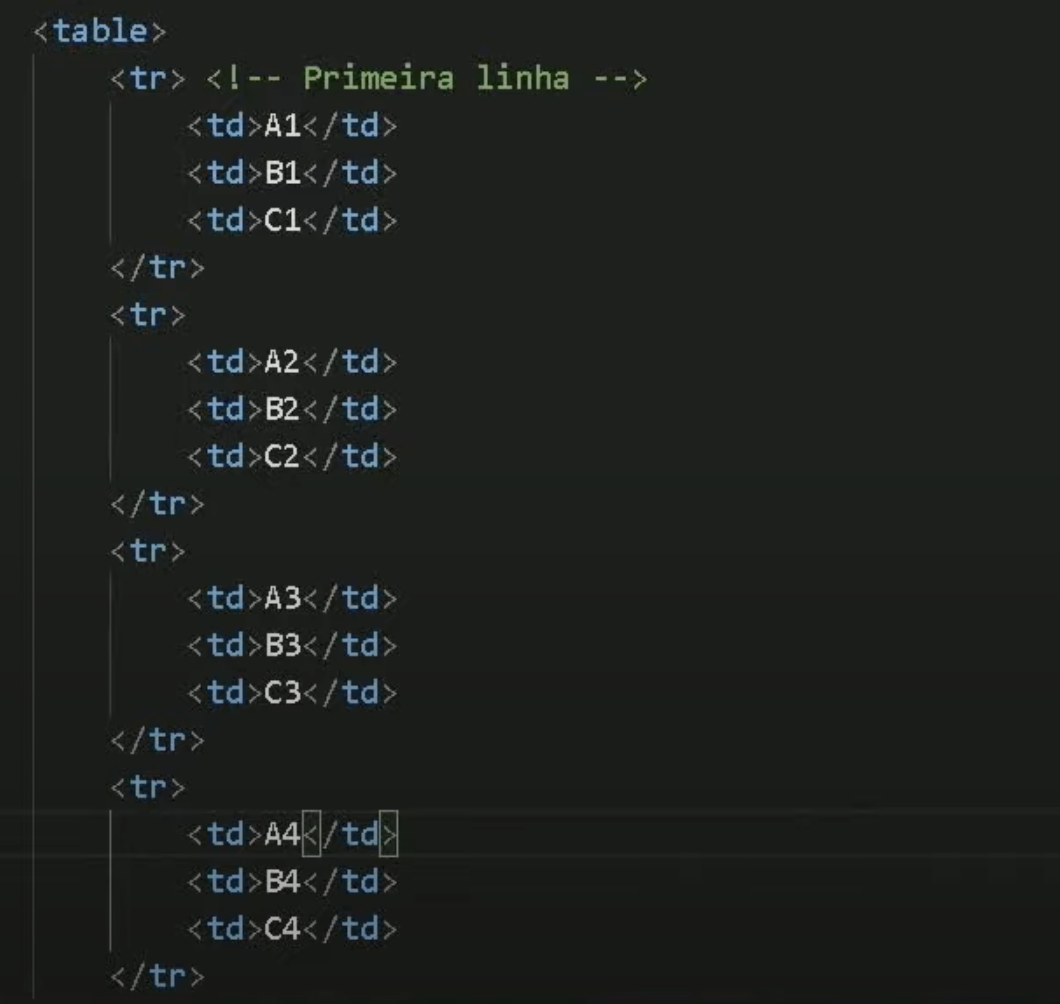 <table>
<tr> <!-- Primeira linha -->
<td>A1</td>
<td>B1</td>
<td>C1</td>
</tr>
<tr>
<td>A2</td>
<td>B2</td>
<td>C2</td>
</tr>
<tr>
<td>A3</td>
<td>B3</td>
<td>C3</td>
</tr>
<tr>
<td>A4</td>
<td>B4</td>
<td>C4</td>
</tr>